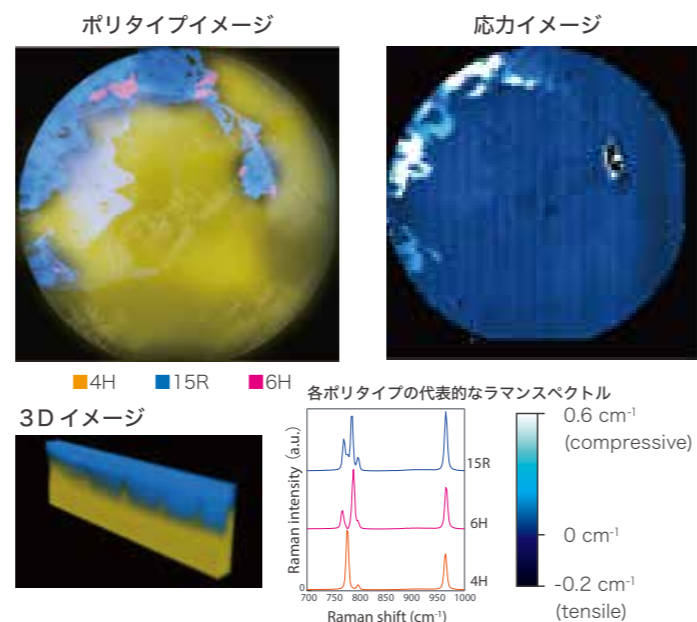 ポリタイプイメージ
応力イメージ
■4H ■15R ■6H
3D イメージ
各ポリタイプの代表的なラマンスペクトル
Raman intensity (a.u.)
15R
6H
4H
0
700 750 800 850 900 950 1000
Raman shift (cm-1)
0.6 cm-1
(compressive)
0 cm-1
-0.2 cm-1
(tensile)